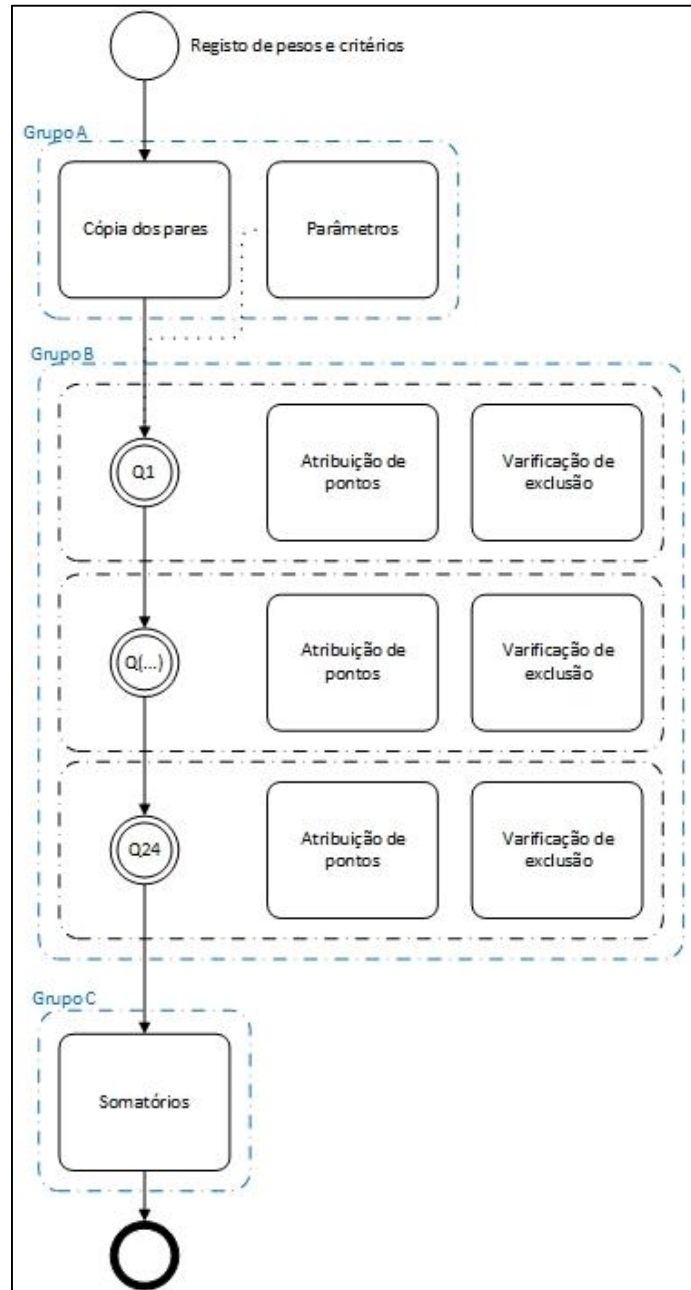 Registo de pesos e critérios
Grupo A
Cópia dos pares
Parâmetros
Grupo B
Q1
Atribuição de
pontos
Varificação de
exclusão
Q(...)
Atribuição de
pontos
Varificação de
exclusão
Q24
Atribuição de
pontos
Varificação de
exclusão
Grupo C
Somatórios